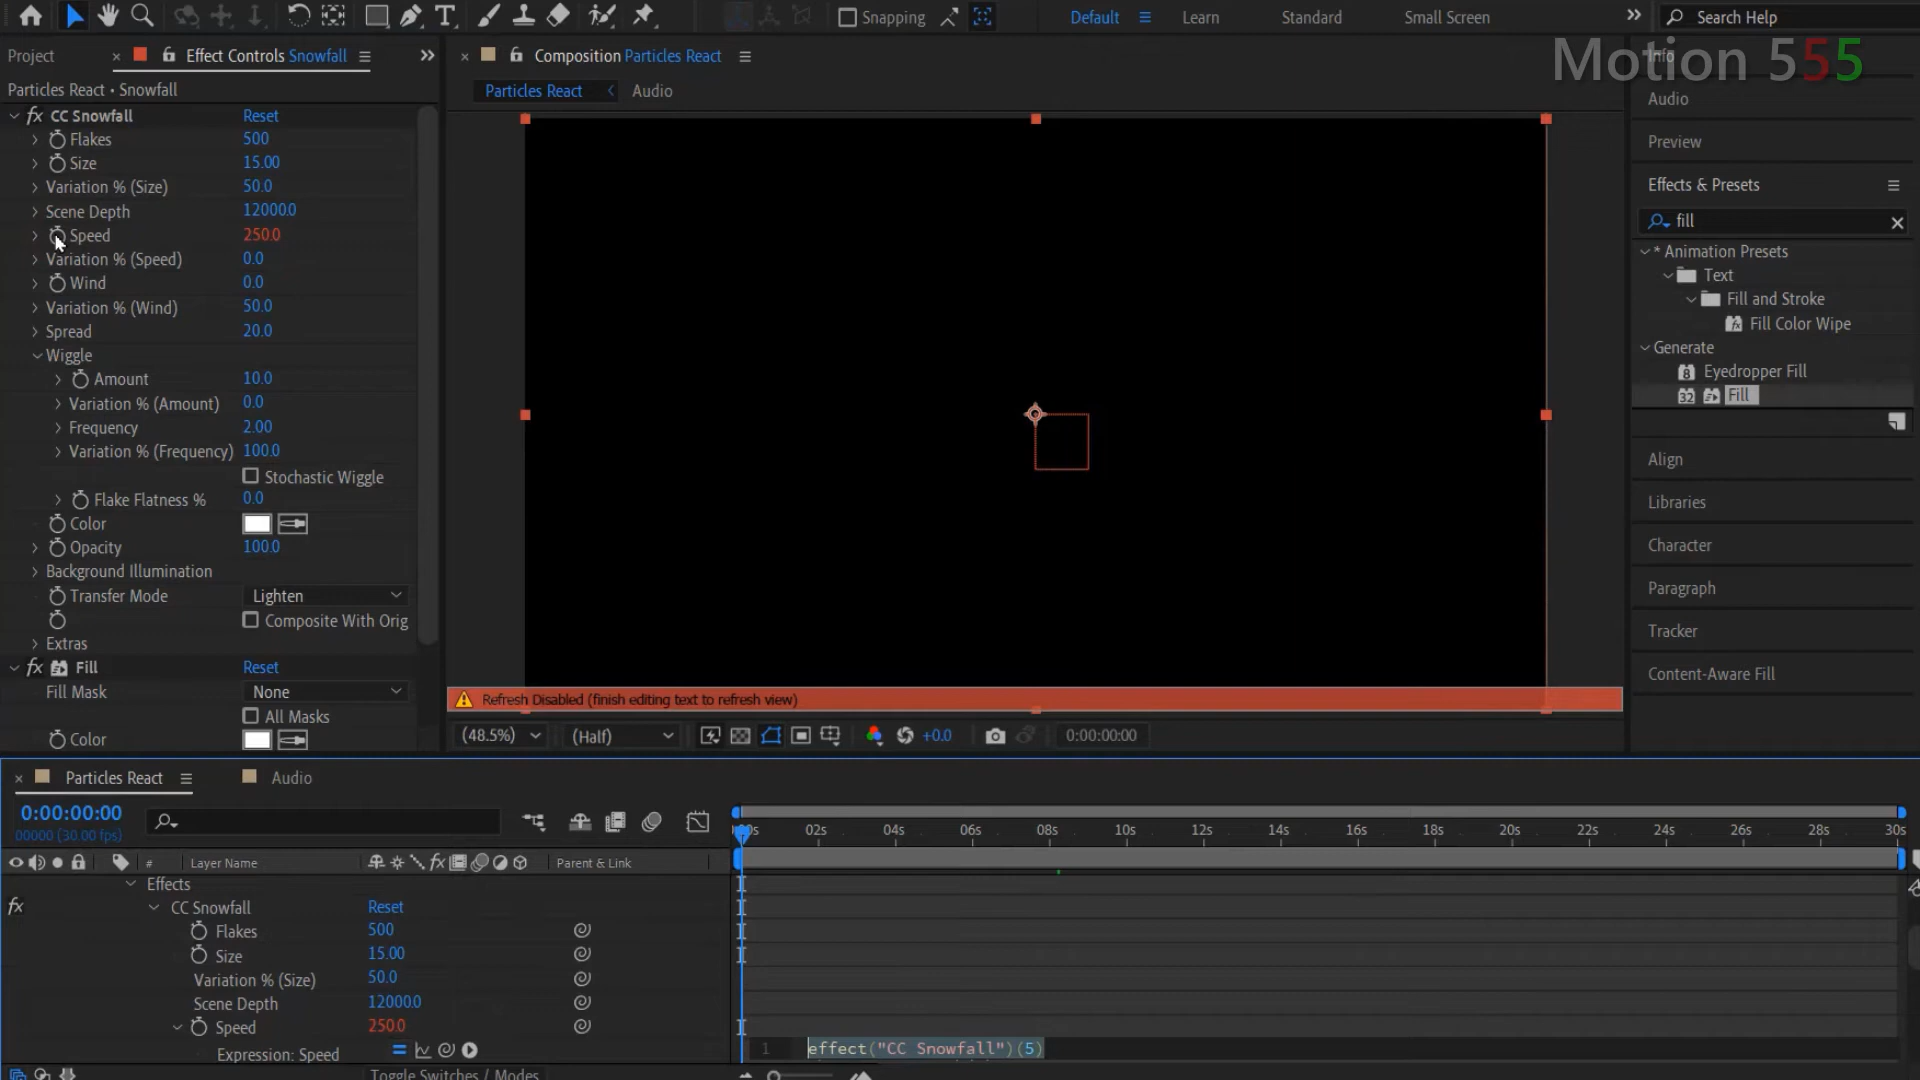 Snapping
Default
Learn
Standard
Small Screen
Search Help
Motion 555
Project
Effect Controls Snowfall
Composition Particles React
Info
Particles React • Snowfall
Particles React
Audio
Audio
CC Snowfall Reset
Flakes 500
Size 15.00
Variation % (Size) 50.0
Scene Depth 12000.0
Speed 250.0
Variation % (Speed) 0.0
Wind 0.0
Variation % (Wind) 50.0
Spread 20.0
Wiggle
Amount 10.0
Variation % (Amount) 0.0
Frequency 2.00
Variation % (Frequency) 100.0
Stochastic Wiggle
Flake Flatness % 0.0
Color
Opacity 100.0
Background Illumination
Transfer Mode Lighten
Composite With Orig
Extras
Fill Reset
Fill Mask None
All Masks
Color
Refresh Disabled (finish editing text to refresh view)
(48.5%) (Half) +0.0 0:00:00:00
Preview
Effects & Presets
fill
* Animation Presets
Text
Fill and Stroke
Fill Color Wipe
Generate
8 Eyedropper Fill
32 Fill
Align
Libraries
Character
Paragraph
Tracker
Content-Aware Fill
Particles React
Audio
0:00:00:00
00000 (30.00 fps)
00s 02s 04s 06s 08s 10s 12s 14s 16s 18s 20s 22s 24s 26s 28s 30s
# Layer Name fx Parent & Link
Effects
fx CC Snowfall Reset
Flakes 500
Size 15.00
Variation % (Size) 50.0
Scene Depth 12000.0
Speed 250.0
Expression: Speed
1 effect("CC Snowfall")(5)
Toggle Switches / Modes